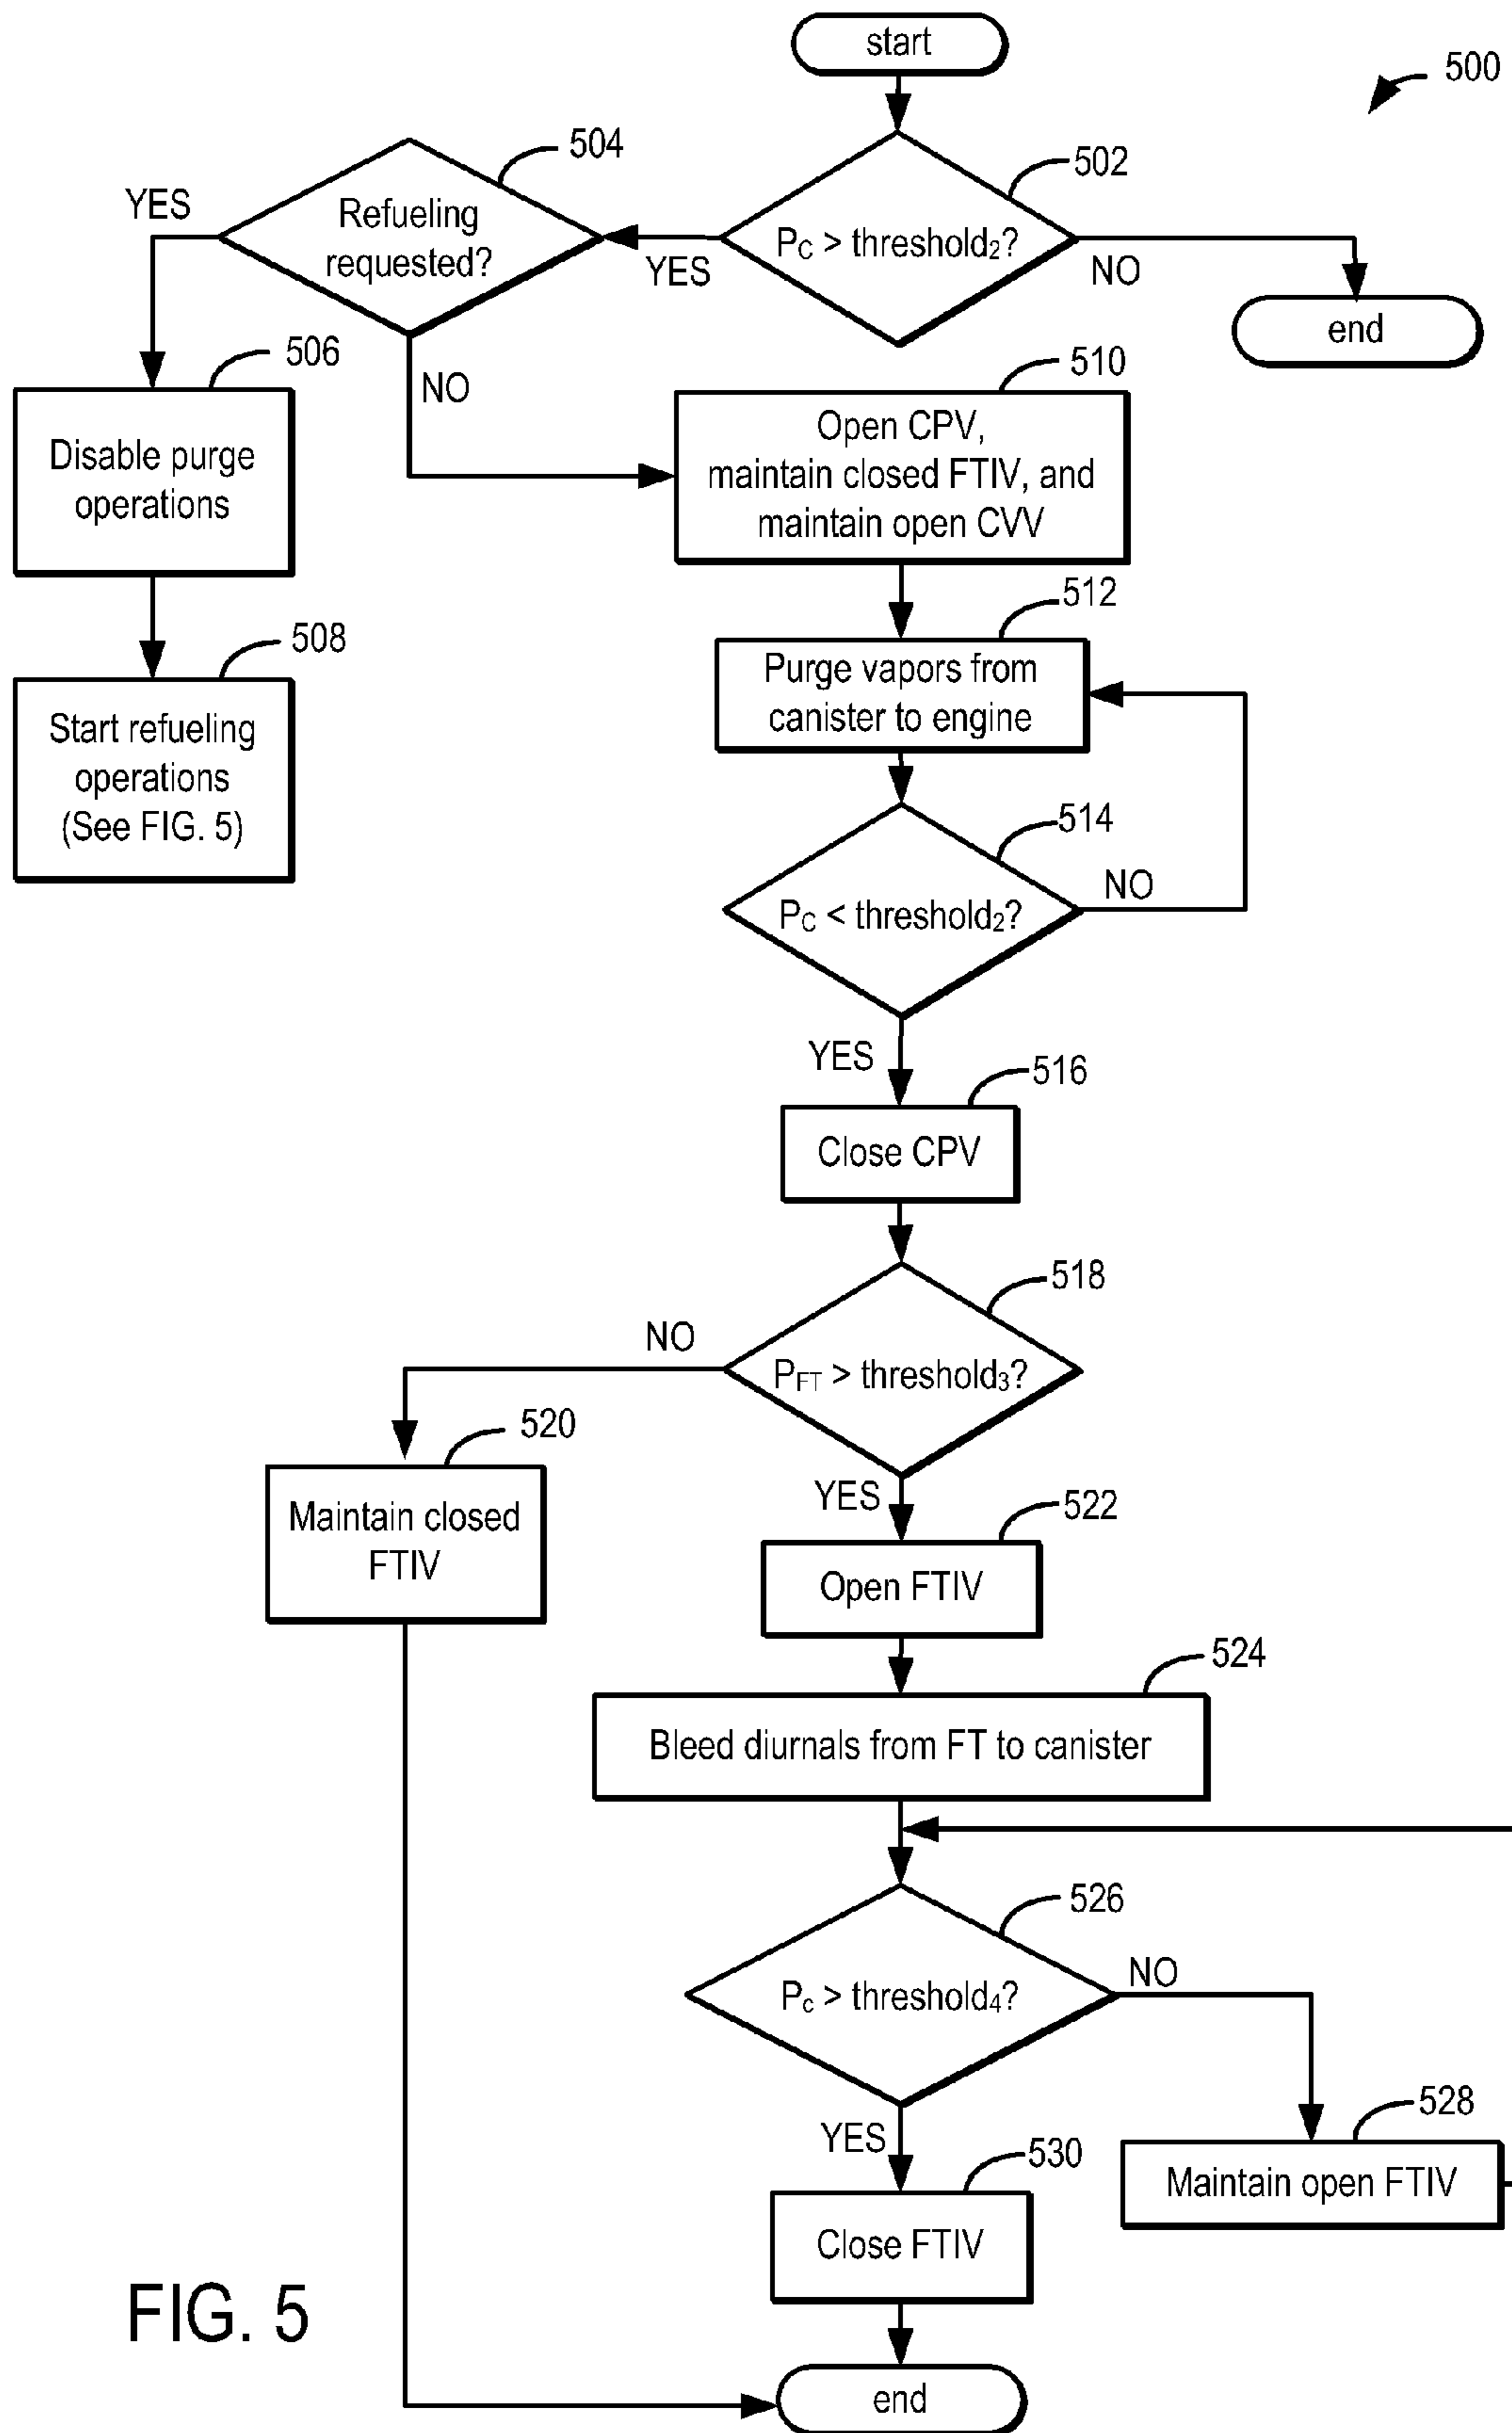 start
500
504
502
YES
Refueling
requested?
YES
P_C > threshold₂?
NO
end
506
NO
510
Disable purge
operations
Open CPV,
maintain closed FTIV, and
maintain open CVV
508
512
Start refueling
operations
(See FIG. 5)
Purge vapors from
canister to engine
514
P_C < threshold₂?
NO
YES
516
Close CPV
518
NO
P_FT > threshold₃?
520
YES
522
Maintain closed
FTIV
Open FTIV
524
Bleed diurnals from FT to canister
526
P_c > threshold₄?
NO
528
YES
530
Maintain open FTIV
Close FTIV
FIG. 5
end